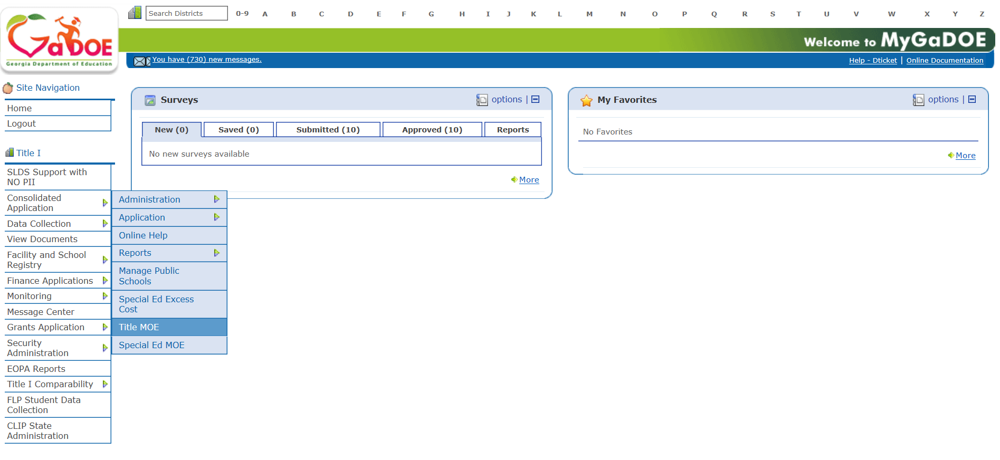 GaDOE
Georgia Department of Education
Search Districts
0-9 A B C D E F G H I J K L M N O P Q R S T U V W X Y Z
Welcome to MyGaDOE
You have (730) new messages.
Help - Dticket | Online Documentation
Site Navigation
Home
Logout
Title I
SLDS Support with
NO PII
Consolidated
Application
Data Collection
View Documents
Facility and School
Registry
Finance Applications
Monitoring
Message Center
Grants Application
Security
Administration
EOPA Reports
Title I Comparability
FLP Student Data
Collection
CLIP State
Administration
Administration
Application
Online Help
Reports
Manage Public
Schools
Special Ed Excess
Cost
Title MOE
Special Ed MOE
Surveys
options |
New (0) Saved (0) Submitted (10) Approved (10) Reports
No new surveys available
More
My Favorites
options |
No Favorites
More